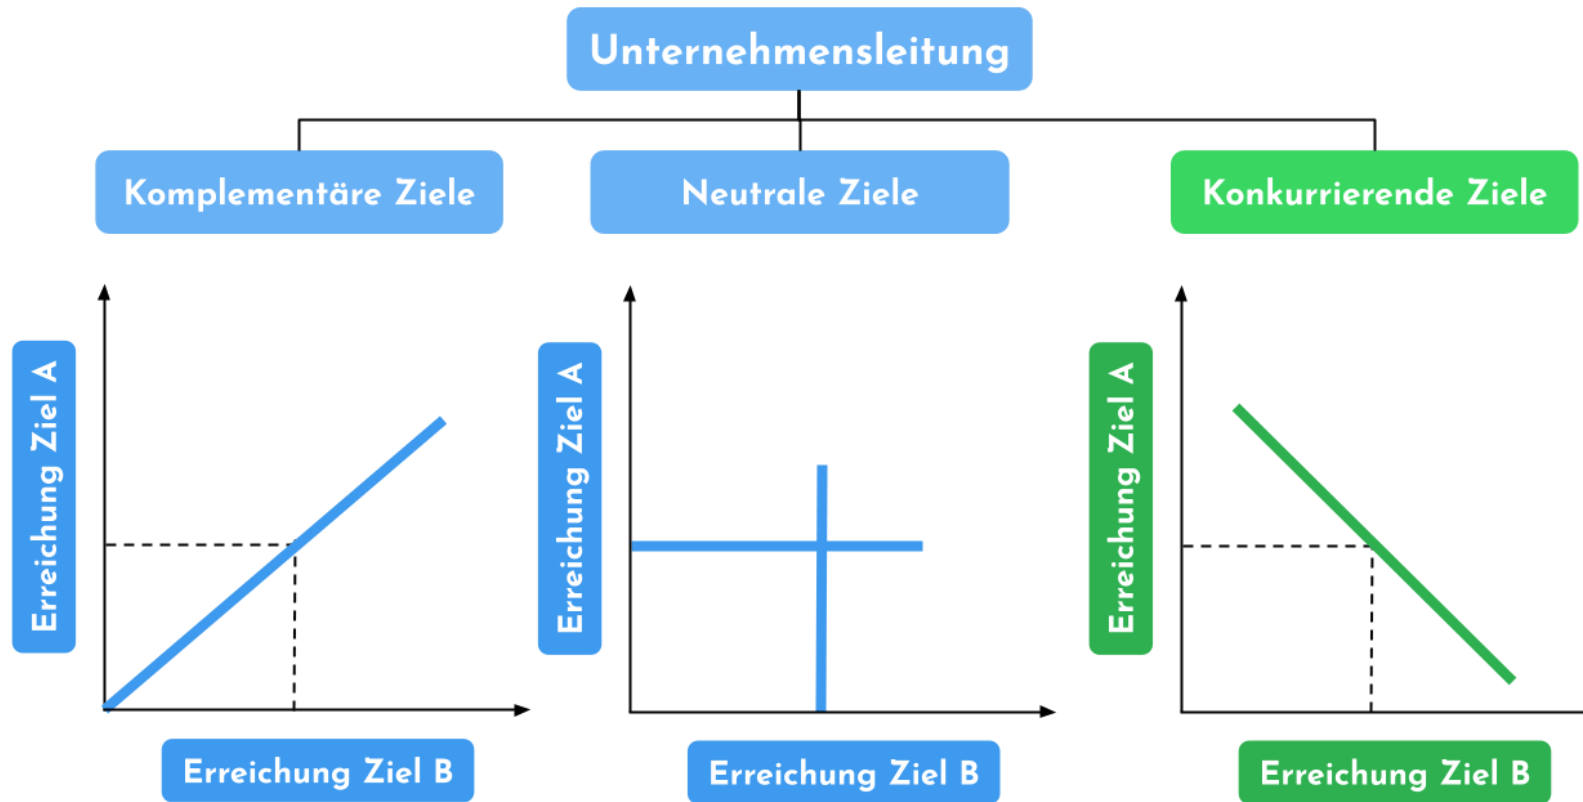 Unternehmensleitung
Komplementäre Ziele
Neutrale Ziele
Konkurrierende Ziele
Erreichung Ziel A
Erreichung Ziel B
Erreichung Ziel A
Erreichung Ziel B
Erreichung Ziel A
Erreichung Ziel B